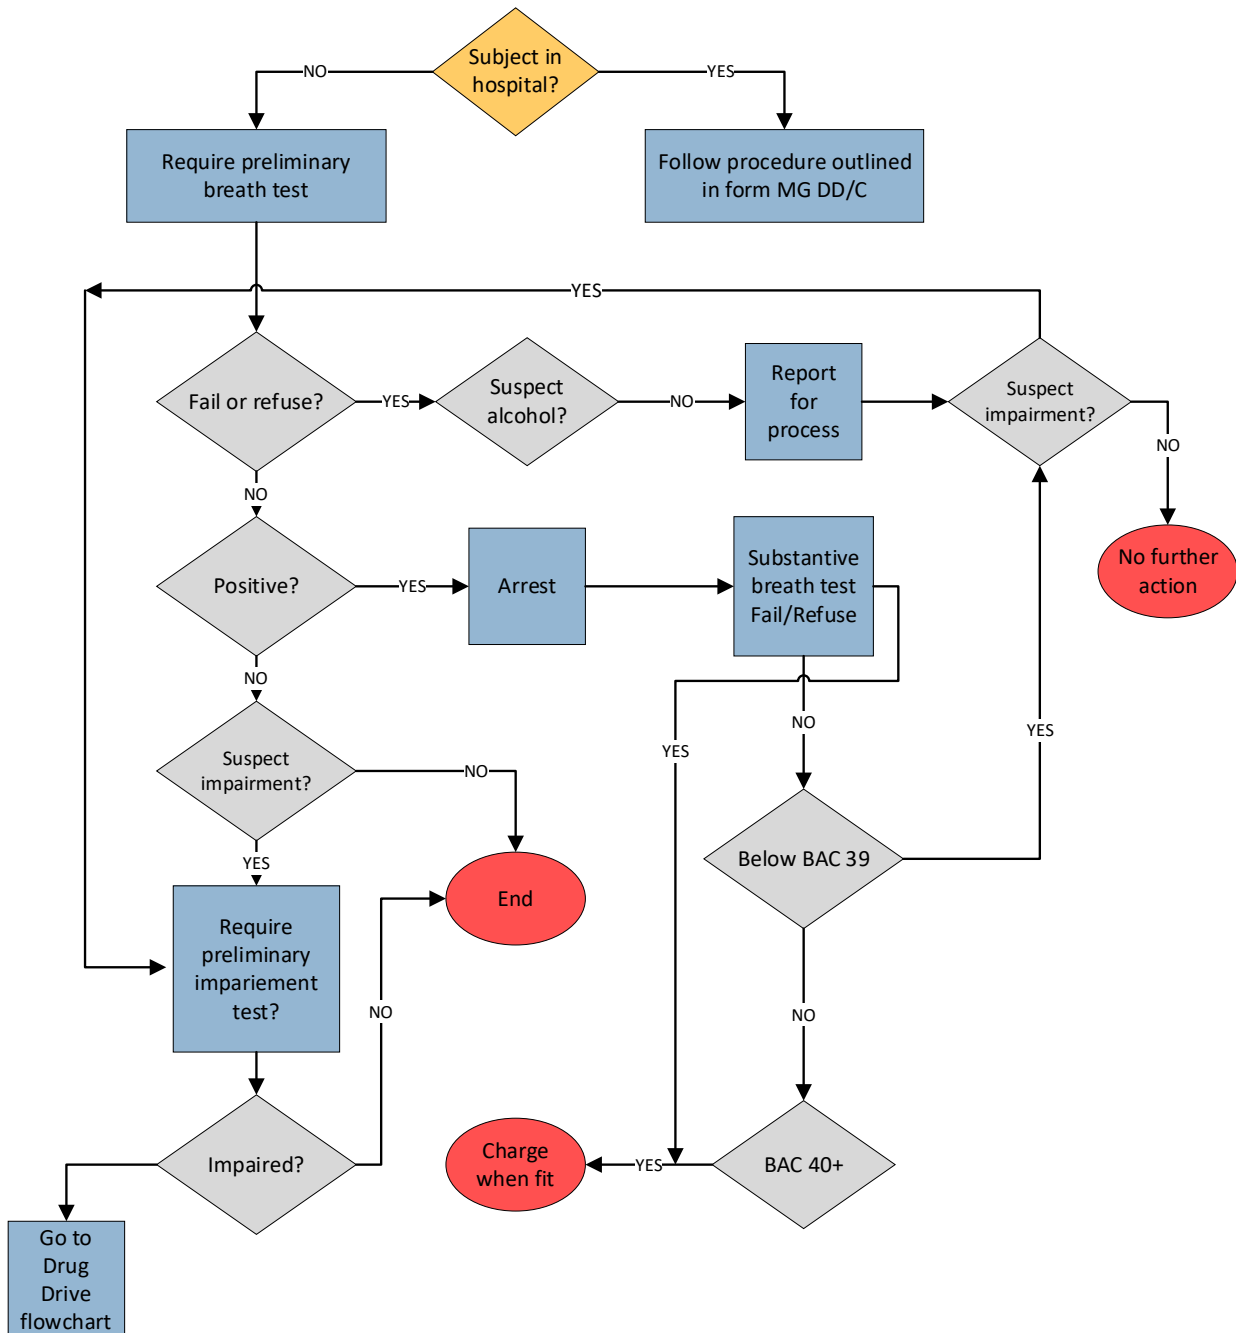 Subject in
hospital?
NO
YES
Require preliminary
breath test
Follow procedure outlined
in form MG DD/C
YES
Fail or refuse?
YES
Suspect
alcohol?
NO
Report
for
process
Suspect
impairment?
NO
NO
Positive?
YES
Arrest
Substantive
breath test
Fail/Refuse
No further
action
NO
NO
YES
YES
Suspect
impairment?
NO
Below BAC 39
YES
End
Require
preliminary
impariement
test?
NO
NO
Impaired?
Charge
when fit
YES
BAC 40+
Go to
Drug
Drive
flowchart